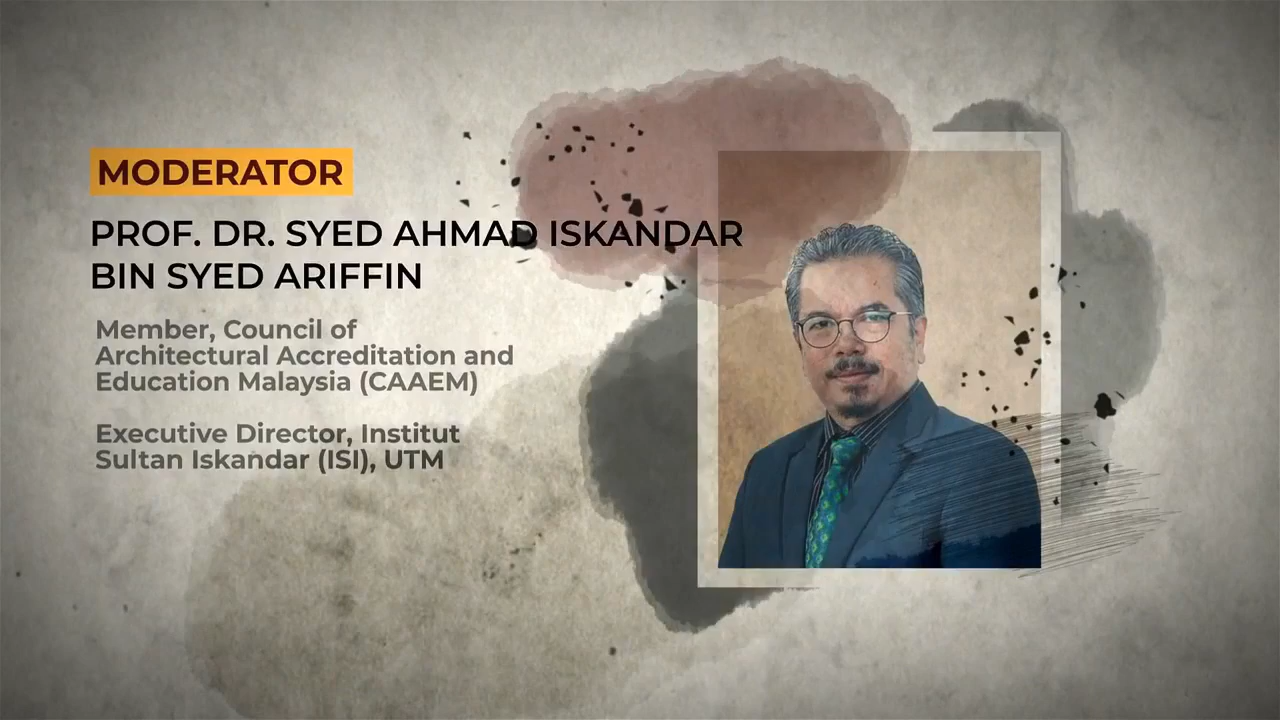 MODERATOR
PROF. DR. SYED AHMAD ISKANDAR
BIN SYED ARIFFIN
Member, Council of
Architectural Accreditation and
Education Malaysia (CAAEM)
Executive Director, Institut
Sultan Iskandar (ISI), UTM